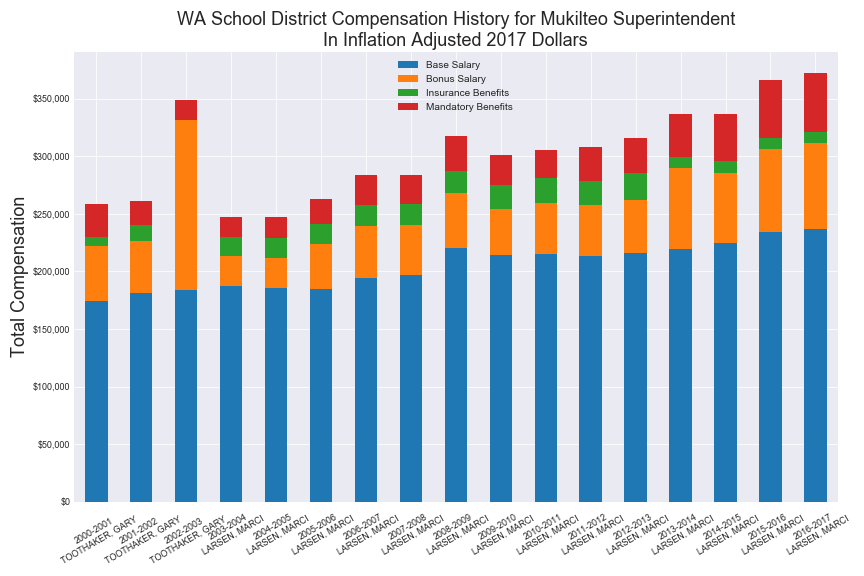 WA School District Compensation History for Mukilteo Superintendent
In Inflation Adjusted 2017 Dollars
Base Salary
Bonus Salary
Insurance Benefits
Mandatory Benefits
Total Compensation
$350,000
$300,000
$250,000
$200,000
$150,000
$100,000
$50,000
$0
2000-2001
TOOTHAKER, GARY
2001-2002
TOOTHAKER, GARY
2002-2003
TOOTHAKER, GARY
2003-2004
LARSEN, MARCI
2004-2005
LARSEN, MARCI
2005-2006
LARSEN, MARCI
2006-2007
LARSEN, MARCI
2007-2008
LARSEN, MARCI
2008-2009
LARSEN, MARCI
2009-2010
LARSEN, MARCI
2010-2011
LARSEN, MARCI
2011-2012
LARSEN, MARCI
2012-2013
LARSEN, MARCI
2013-2014
LARSEN, MARCI
2014-2015
LARSEN, MARCI
2015-2016
LARSEN, MARCI
2016-2017
LARSEN, MARCI